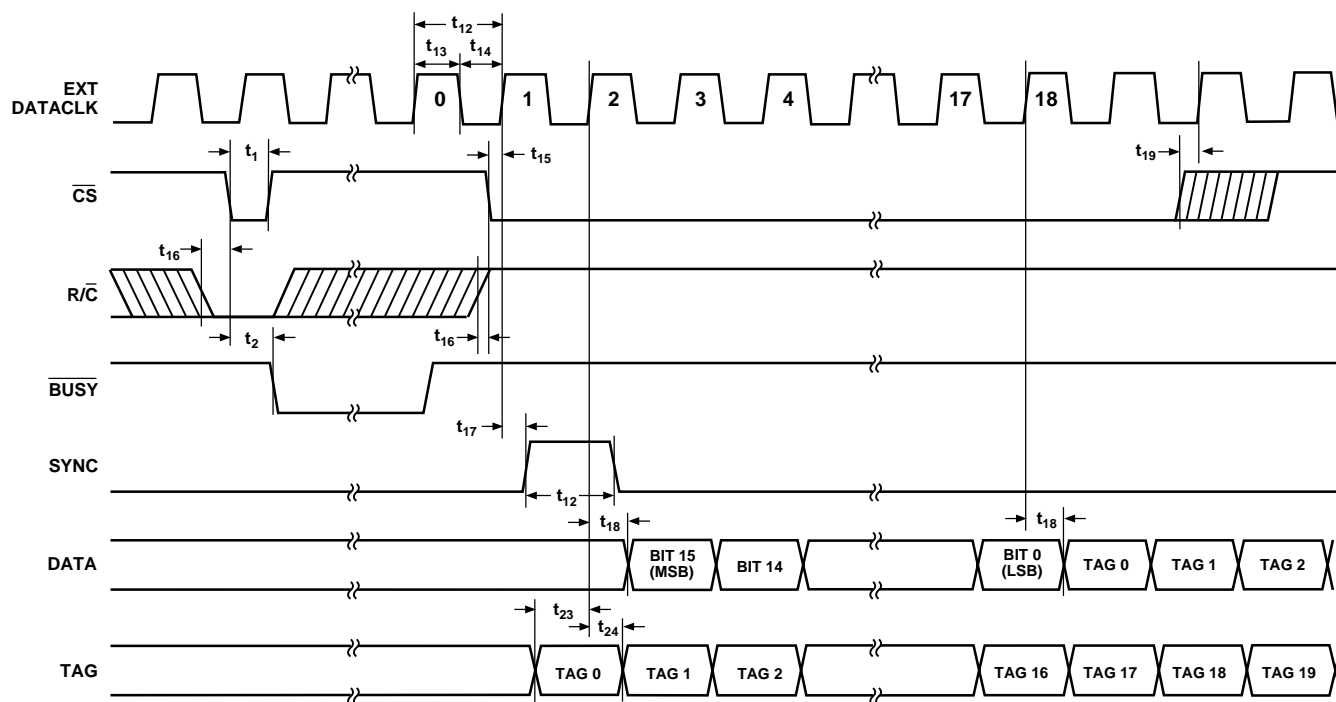 t12
t13 t14
EXT DATACLK
0 1 2 3 4 17 18
t1 t15 t19
CS
t16
R/C
t2 t16
BUSY
t17
SYNC
t12
t18 t18
DATA
BIT 15 (MSB) BIT 14 BIT 0 (LSB) TAG 0 TAG 1 TAG 2
t23
t24
TAG
TAG 0 TAG 1 TAG 2 TAG 16 TAG 17 TAG 18 TAG 19